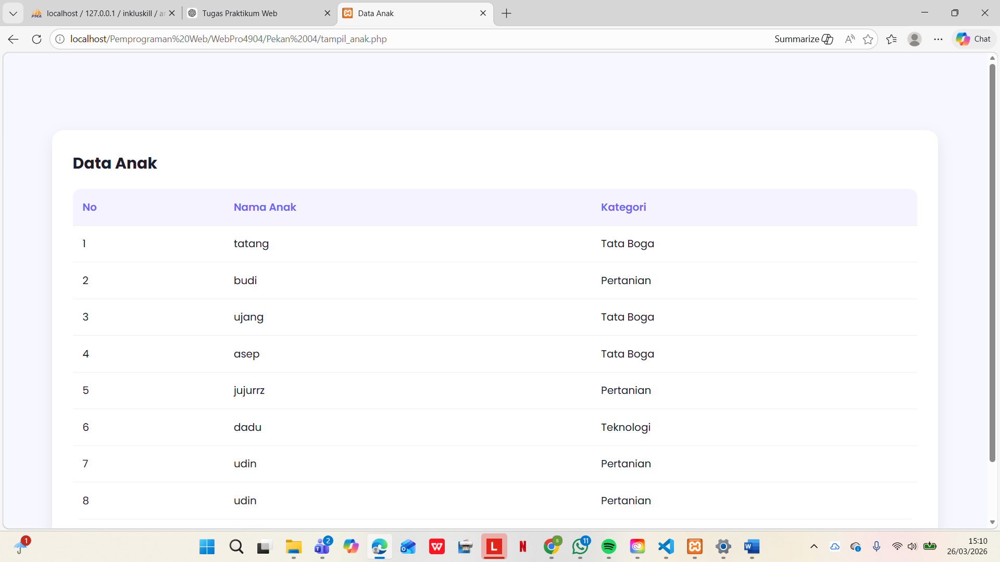 localhost / 127.0.0.1 / inkluskill / a
Tugas Praktikum Web
Data Anak
localhost/Pemprograman%20Web/WebPro4904/Pekan%2004/tampil_anak.php
Summarize
Chat
Data Anak
No Nama Anak Kategori
1 tatang Tata Boga
2 budi Pertanian
3 ujang Tata Boga
4 asep Tata Boga
5 jujurrz Pertanian
6 dadu Teknologi
7 udin Pertanian
8 udin Pertanian
1
2
11
15:10
26/03/2026